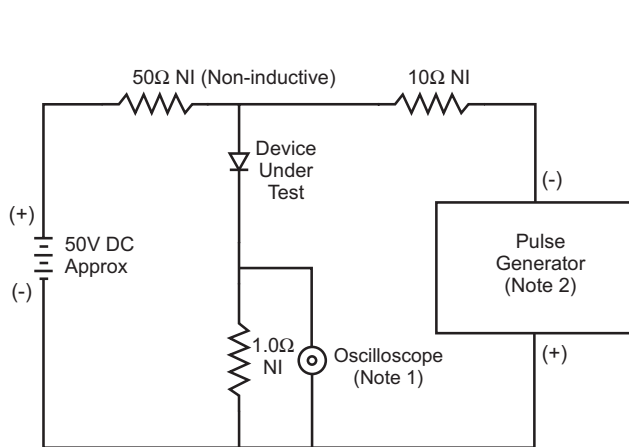 50Ω NI (Non-inductive)
10Ω NI
Device
Under
Test
(+)
50V DC
Approx
(-)
1.0Ω
NI
Oscilloscope
(Note 1)
(-)
Pulse
Generator
(Note 2)
(+)